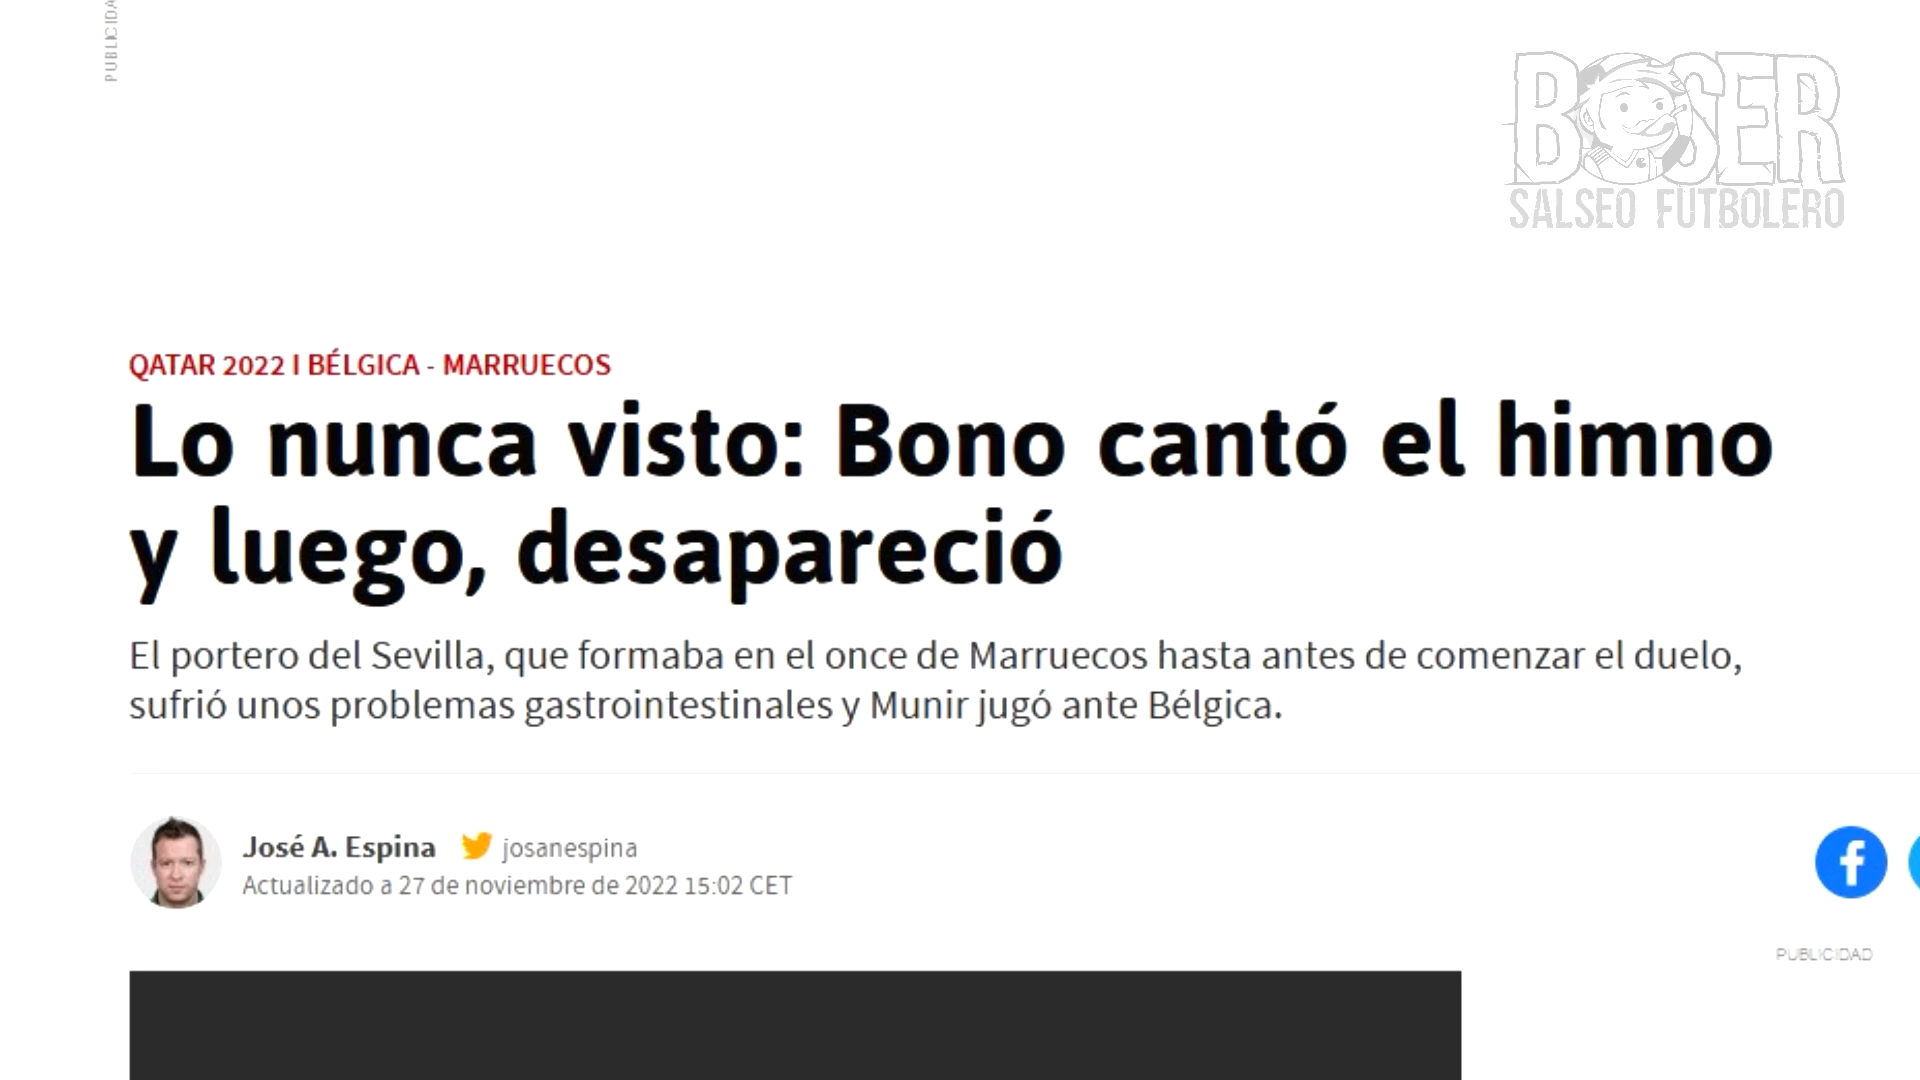 PUBLICIDA
BOSER
SALSEO FUTBOLERO
QATAR 2022 I BÉLGICA - MARRUECOS
Lo nunca visto: Bono cantó el himno
y luego, desapareció
El portero del Sevilla, que formaba en el once de Marruecos hasta antes de comenzar el duelo,
sufrió unos problemas gastrointestinales y Munir jugó ante Bélgica.
José A. Espina josanespina
Actualizado a 27 de noviembre de 2022 15:02 CET
PUBLICIDAD